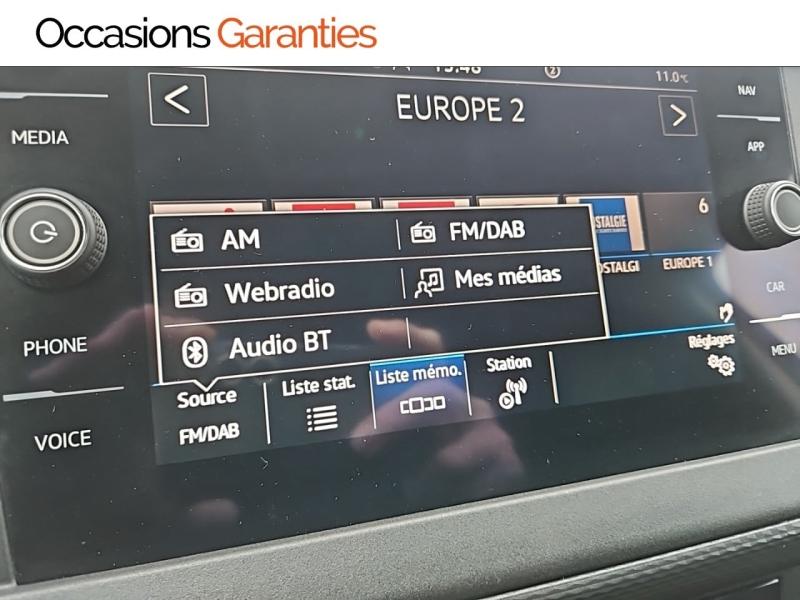 Occasions Garanties
11.0°C
NAV
EUROPE 2
MEDIA
APP
6
AM
FM/DAB
NOSTALGI
EUROPE 1
Webradio
Mes médias
CAR
Audio BT
Réglages
PHONE
MENU
Source
Liste stat.
Liste mémo.
Station
FM/DAB
VOICE